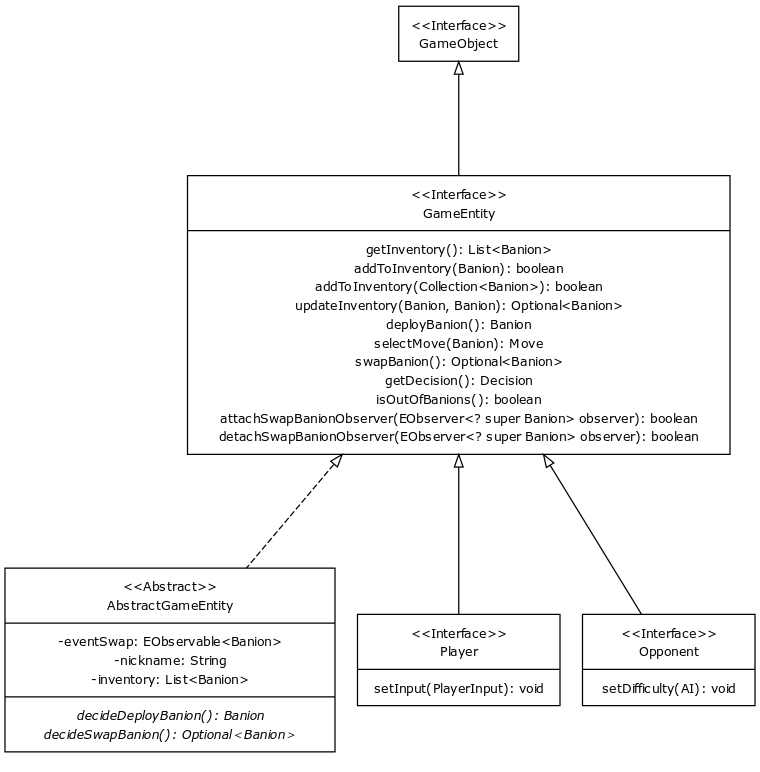 <<Interface>>
GameObject
<<Interface>>
GameEntity
getInventory(): List<Banion>
addToInventory(Banion): boolean
addToInventory(Collection<Banion>): boolean
updateInventory(Banion, Banion): Optional<Banion>
deployBanion(): Banion
selectMove(Banion): Move
swapBanion(): Optional<Banion>
getDecision(): Decision
isOutOfBanions(): boolean
attachSwapBanionObserver(EObserver<? super Banion> observer): boolean
detachSwapBanionObserver(EObserver<? super Banion> observer): boolean
<<Abstract>>
AbstractGameEntity
-eventSwap: EObservable<Banion>
-nickname: String
-inventory: List<Banion>
decideDeployBanion(): Banion
decideSwapBanion(): Optional<Banion>
<<Interface>>
Player
setInput(PlayerInput): void
<<Interface>>
Opponent
setDifficulty(AI): void